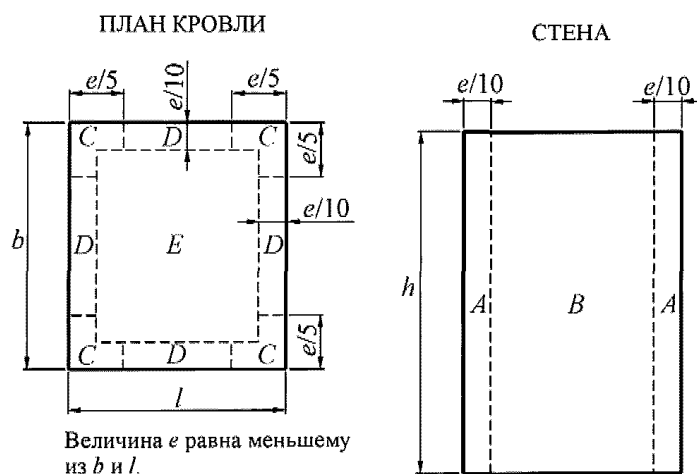 ПЛАН КРОВЛИ
СТЕНА
e/5
e/10
e/5
e/10
e/10
C
D
C
e/5
e/10
b
D
E
D
h
A
B
A
e/5
C
D
C
l
Величина e равна меньшему
из b и l.